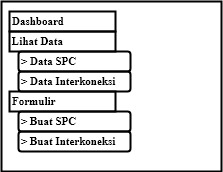 Dashboard
Lihat Data
> Data SPC
> Data Interkoneksi
Formulir
> Buat SPC
> Buat Interkoneksi